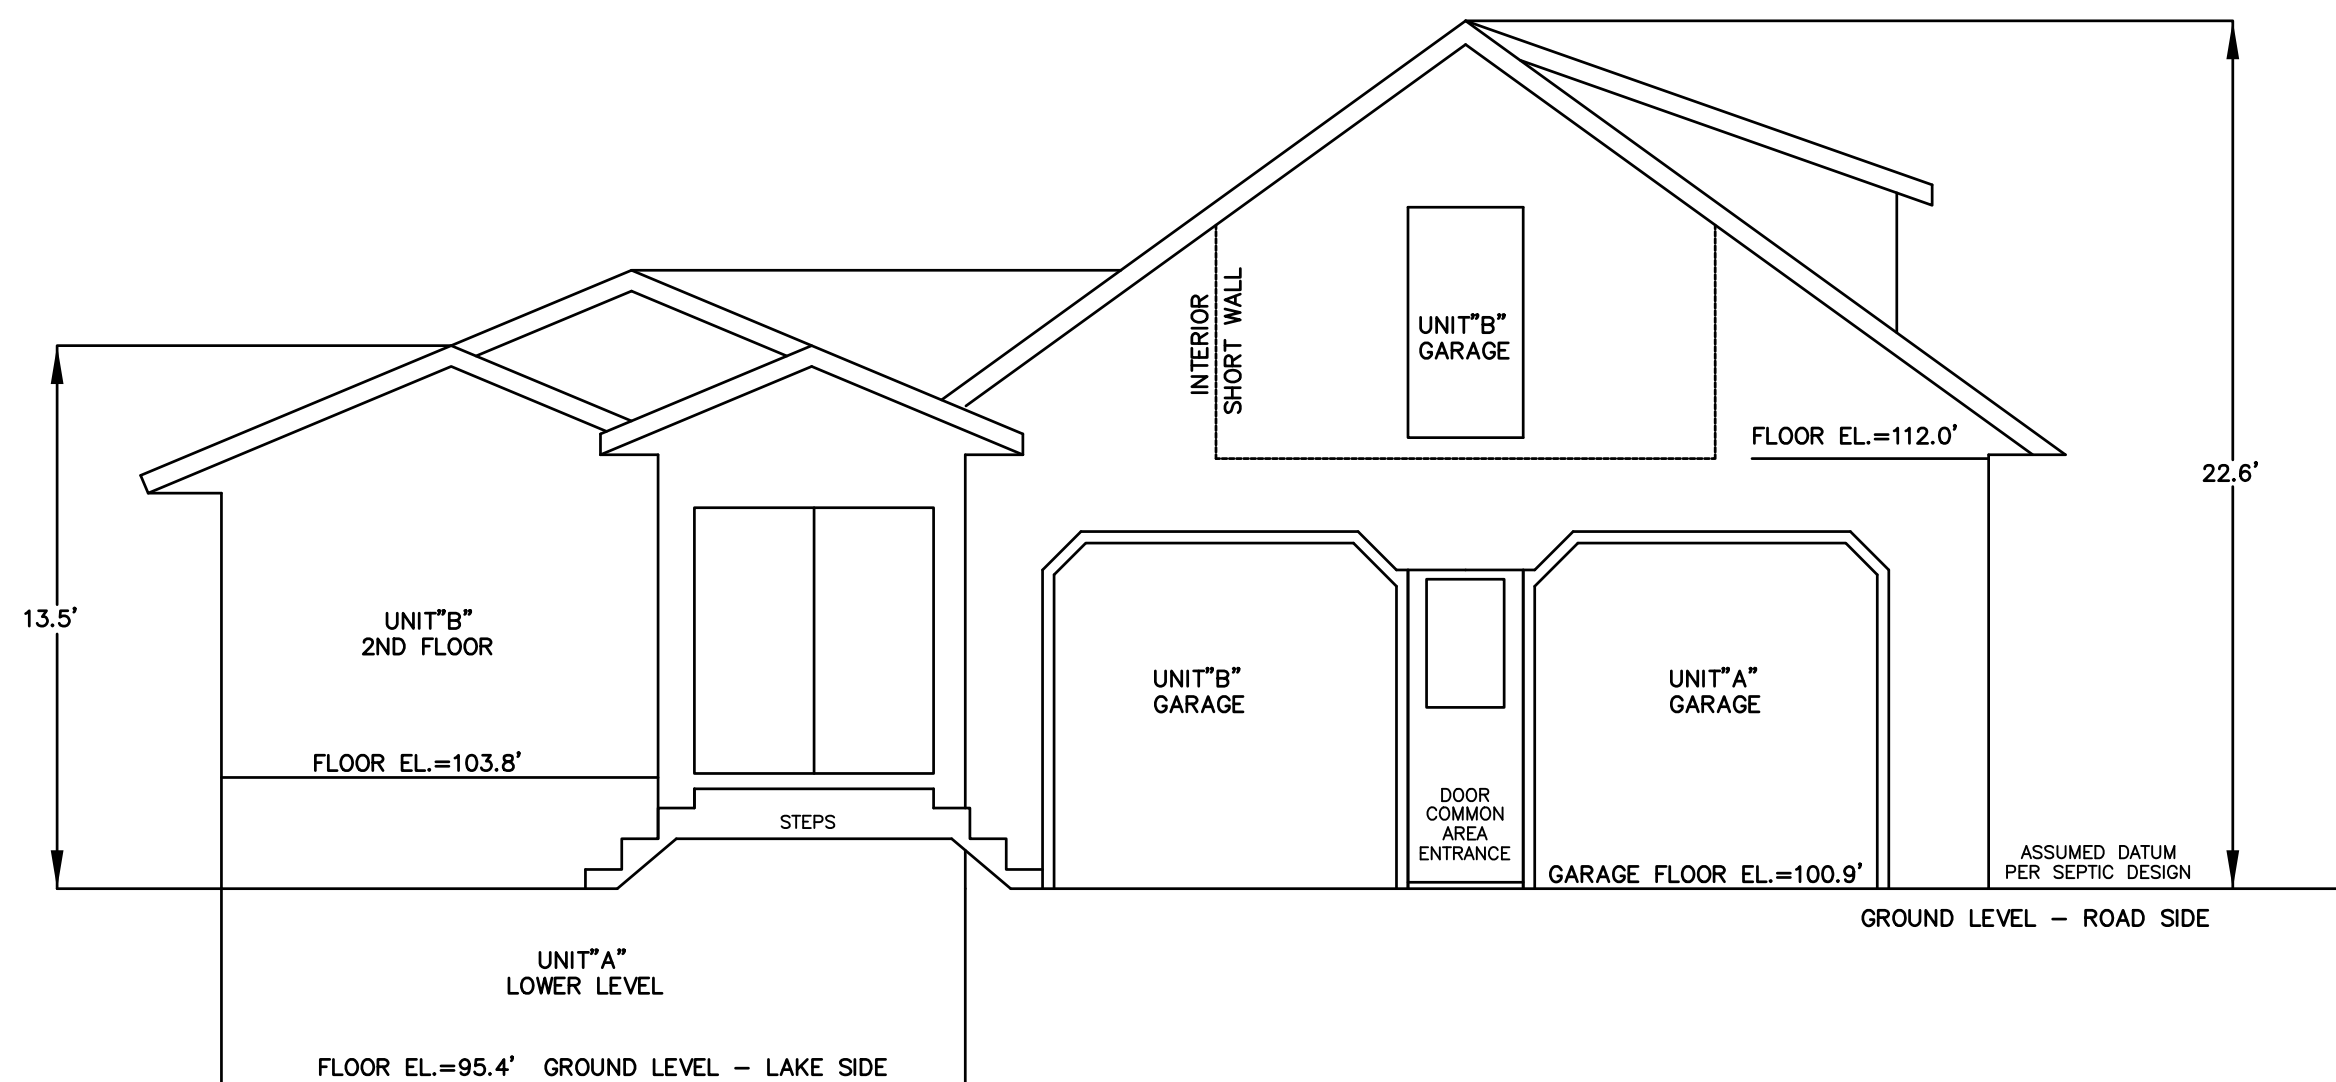 INTERIOR
SHORT WALL
UNIT"B"
GARAGE
FLOOR EL.=112.0'
22.6'
13.5'
UNIT"B"
2ND FLOOR
UNIT"B"
GARAGE
UNIT"A"
GARAGE
FLOOR EL.=103.8'
STEPS
DOOR
COMMON
AREA
ENTRANCE
GARAGE FLOOR EL.=100.9'
ASSUMED DATUM
PER SEPTIC DESIGN
GROUND LEVEL – ROAD SIDE
UNIT"A"
LOWER LEVEL
FLOOR EL.=95.4' GROUND LEVEL – LAKE SIDE